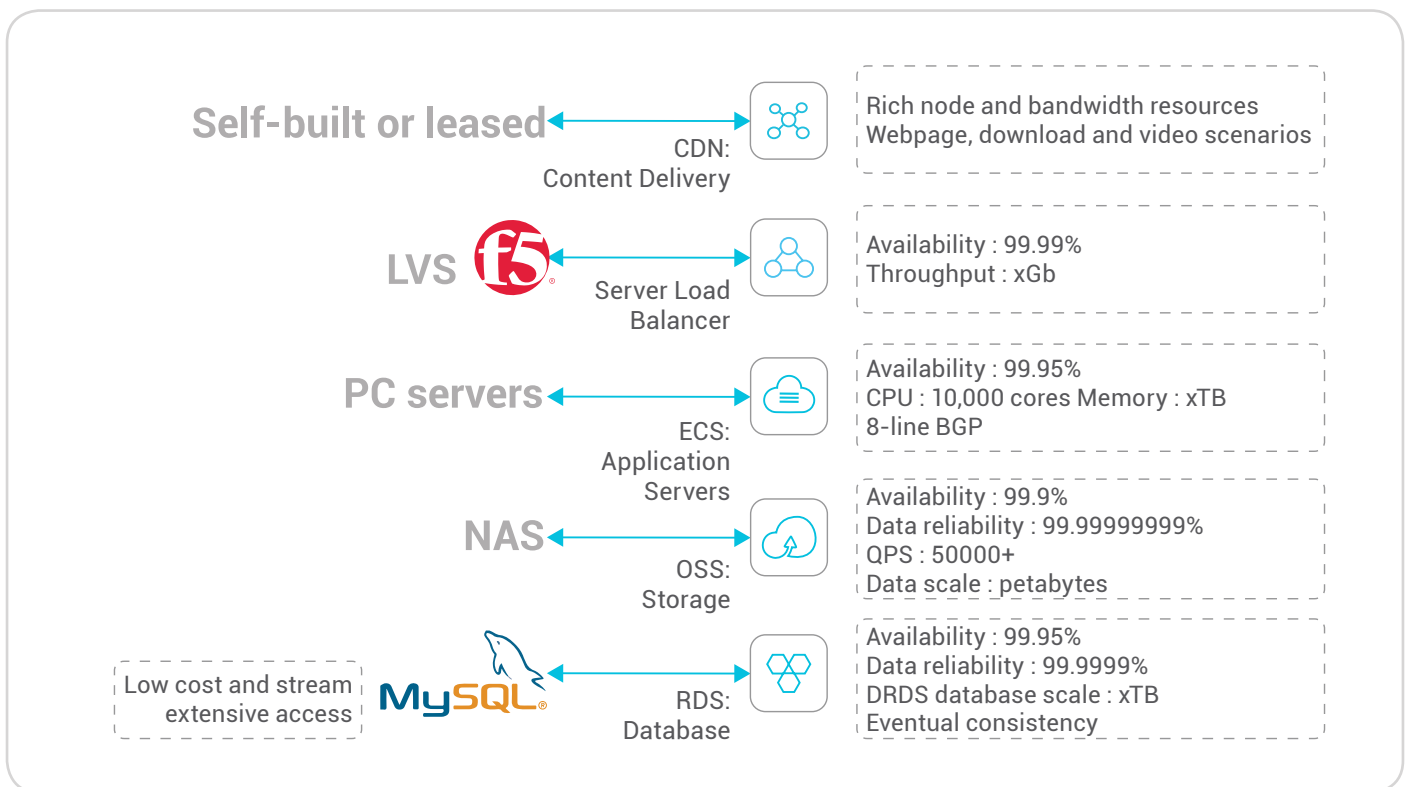 Self-built or leased
CDN:
Content Delivery
Rich node and bandwidth resources
Webpage, download and video scenarios
LVS
f5
Server Load
Balancer
Availability : 99.99%
Throughput : xGb
PC servers
ECS:
Application
Servers
Availability : 99.95%
CPU : 10,000 cores Memory : xTB
8-line BGP
NAS
OSS:
Storage
Availability : 99.9%
Data reliability : 99.99999999%
QPS : 50000+
Data scale : petabytes
Low cost and stream
extensive access
MySQL®
RDS:
Database
Availability : 99.95%
Data reliability : 99.9999%
DRDS database scale : xTB
Eventual consistency